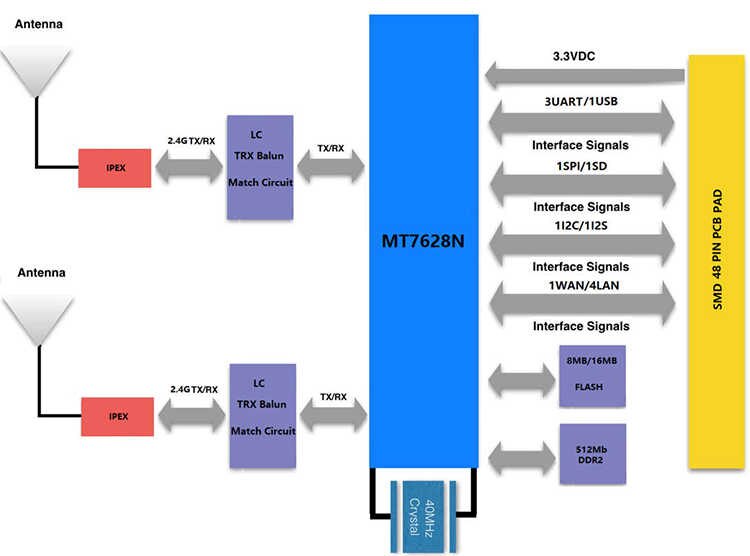 Antenna
2.4G TX/RX
IPEX
LC
TRX Balun
Match Circuit
TX/RX
Antenna
2.4G TX/RX
IPEX
LC
TRX Balun
Match Circuit
TX/RX
MT7628N
40MHz
Crystal
3.3VDC
3UART/1USB
Interface Signals
1SPI/1SD
Interface Signals
1I2C/1I2S
Interface Signals
1WAN/4LAN
Interface Signals
8MB/16MB
FLASH
512Mb
DDR2
SMD 48 PIN PCB PAD